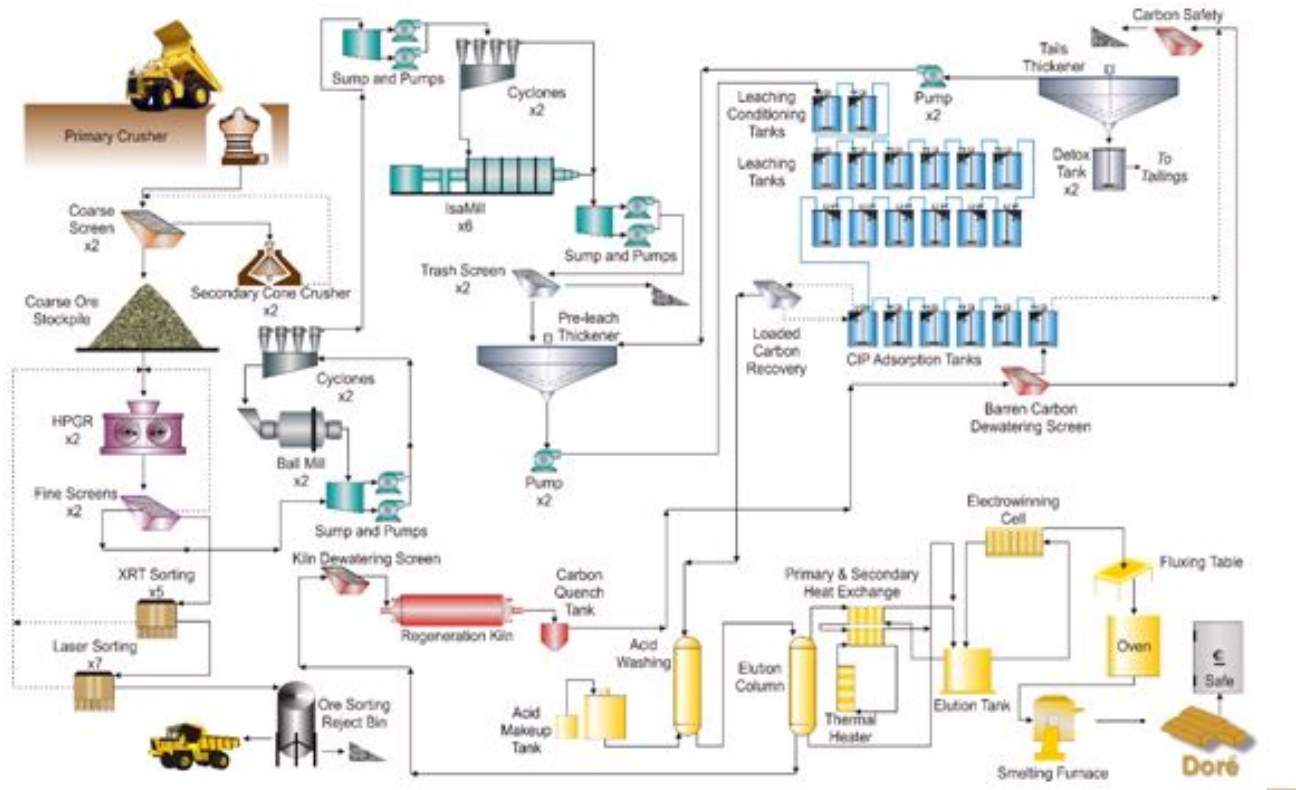 Primary Crusher
Coarse
Screen
x2
Secondary Cone Crusher
x2
Coarse Ore
Stockpile
HPGR
x2
Fine Screens
x2
XRT Sorting
x5
Laser Sorting
x7
Ore Sorting
Reject Bin
Cyclones
x2
Ball Mill
x2
Sump and Pumps
Sump and Pumps
Cyclones
x2
IsaMill
x6
Sump and Pumps
Trash Screen
x2
Pre-leach
Thickener
Pump
x2
Pump
x2
Leaching
Conditioning
Tanks
Leaching
Tanks
Carbon Safety
Tails
Thickener
Detox
Tank
x2
To
Tailings
Loaded
Carbon
Recovery
CIP Adsorption Tanks
Barren Carbon
Dewatering Screen
Kiln Dewatering Screen
Regeneration Kiln
Carbon
Quench
Tank
Acid
Washing
Acid
Makeup
Tank
Elution
Column
Primary & Secondary
Heat Exchange
Thermal
Heater
Elution Tank
Electrowinning
Cell
Fluxing Table
Oven
Smelting Furnace
€
Safe
Doré